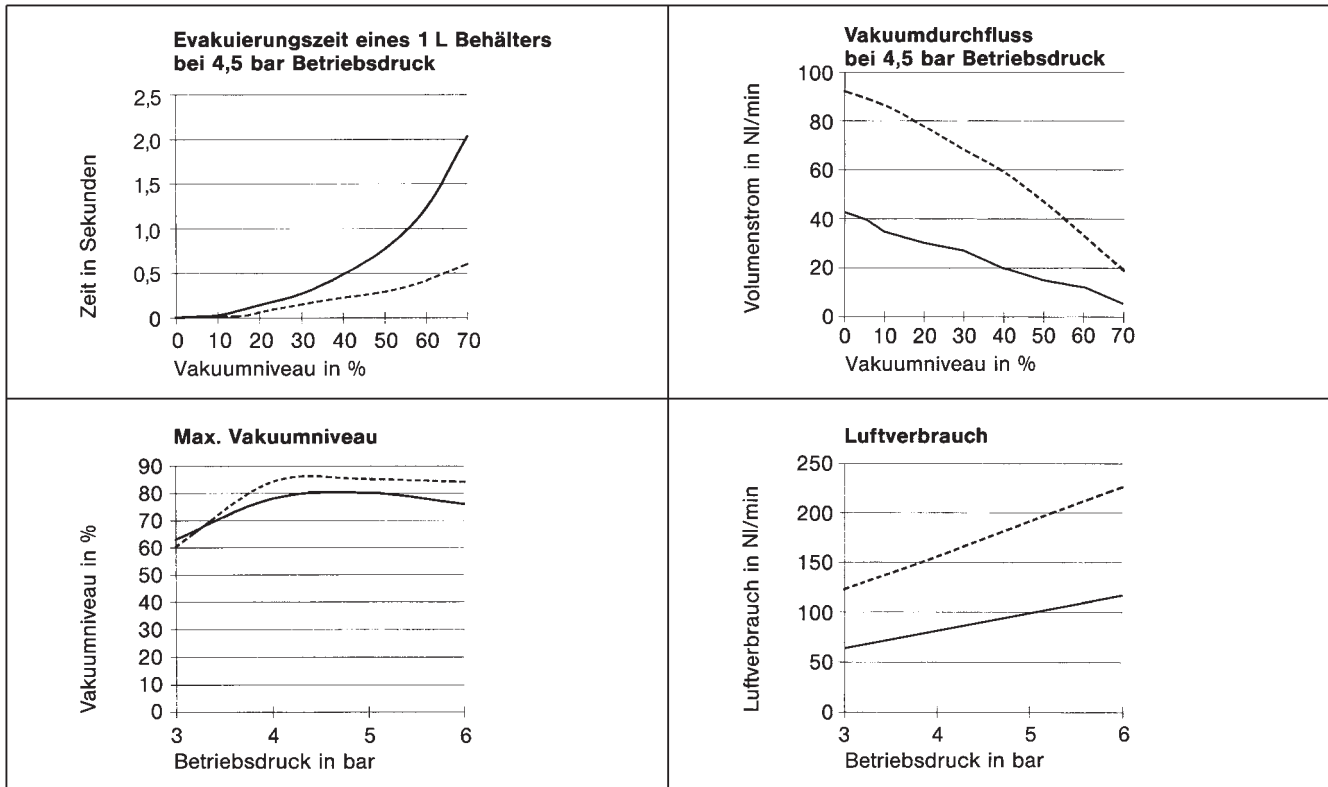 Evakuierungszeit eines 1 L Behälters
bei 4,5 bar Betriebsdruck
Zeit in Sekunden
2,5
2,0
1,5
1,0
0,5
0
0 10 20 30 40 50 60 70
Vakuumniveau in %
Vakuumdurchfluss
bei 4,5 bar Betriebsdruck
Volumenstrom in Nl/min
100
80
60
40
20
0
0 10 20 30 40 50 60 70
Vakuumniveau in %
Max. Vakuumniveau
Vakuumniveau in %
90
80
70
60
50
40
30
20
10
0
3 4 5 6
Betriebsdruck in bar
Luftverbrauch
Luftverbrauch in Nl/min
250
200
150
100
50
0
3 4 5 6
Betriebsdruck in bar